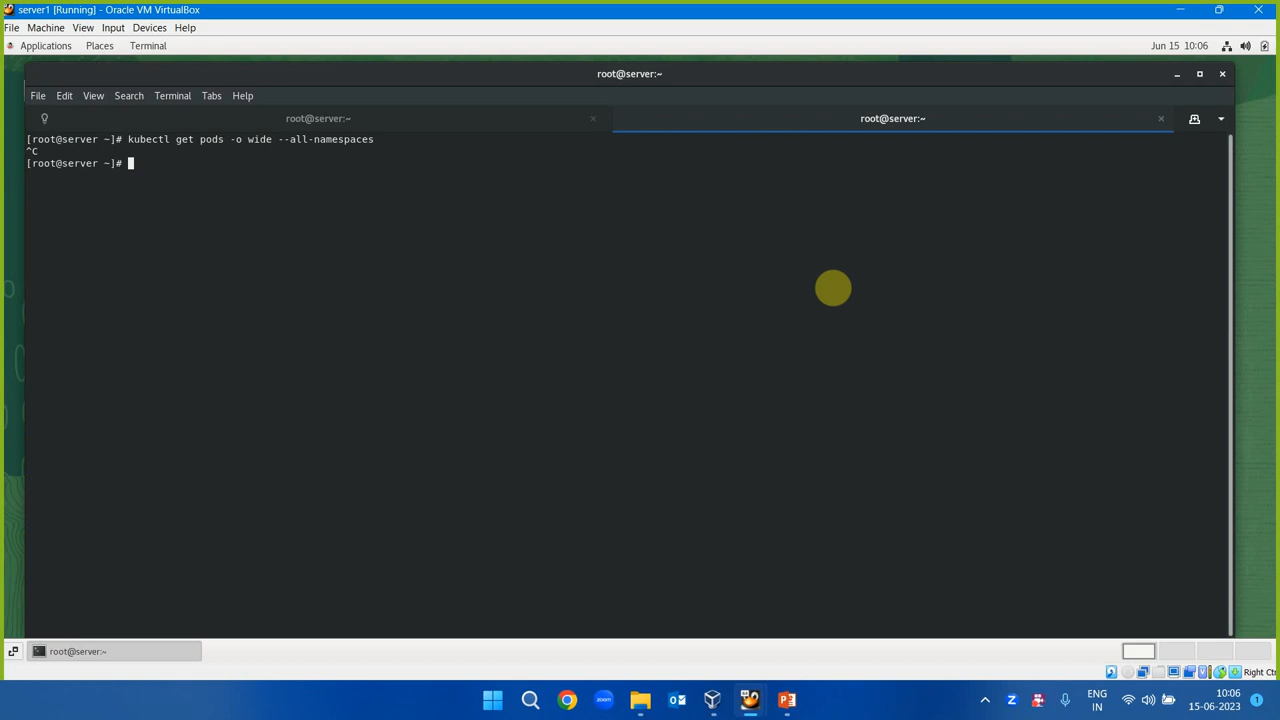 server1 [Running] - Oracle VM VirtualBox
File Machine View Input Devices Help
Applications Places Terminal Jun 15 10:06
root@server:~
File Edit View Search Terminal Tabs Help
root@server:~ root@server:~
[root@server ~]# kubectl get pods -o wide --all-namespaces
^C
[root@server ~]#
root@server:~
Right Ctr
ENG 10:06
IN 15-06-2023